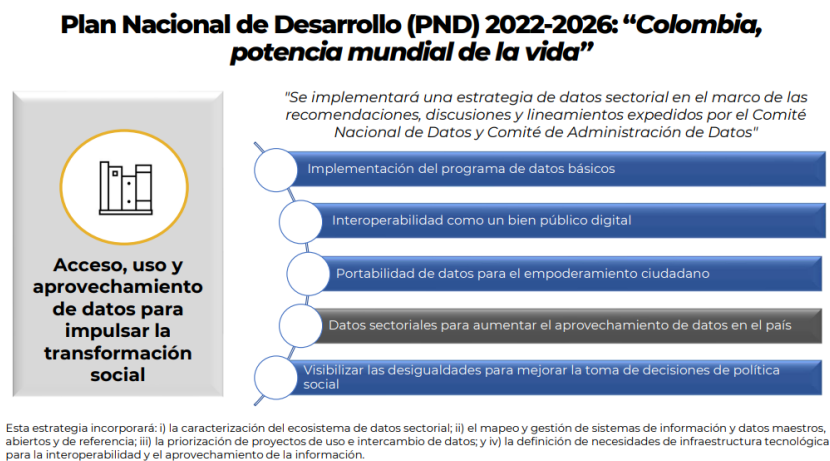 Plan Nacional de Desarrollo (PND) 2022-2026: “Colombia,
potencia mundial de la vida”
Acceso, uso y
aprovechamiento
de datos para
impulsar la
transformación
social
"Se implementará una estrategia de datos sectorial en el marco de las
recomendaciones, discusiones y lineamientos expedidos por el Comité
Nacional de Datos y Comité de Administración de Datos"
Implementación del programa de datos básicos
Interoperabilidad como un bien público digital
Portabilidad de datos para el empoderamiento ciudadano
Datos sectoriales para aumentar el aprovechamiento de datos en el país
Visibilizar las desigualdades para mejorar la toma de decisiones de política
social
Esta estrategia incorporará: i) la caracterización del ecosistema de datos sectorial; ii) el mapeo y gestión de sistemas de información y datos maestros,
abiertos y de referencia; iii) la priorización de proyectos de uso e intercambio de datos; y iv) la definición de necesidades de infraestructura tecnológica
para la interoperabilidad y el aprovechamiento de la información.